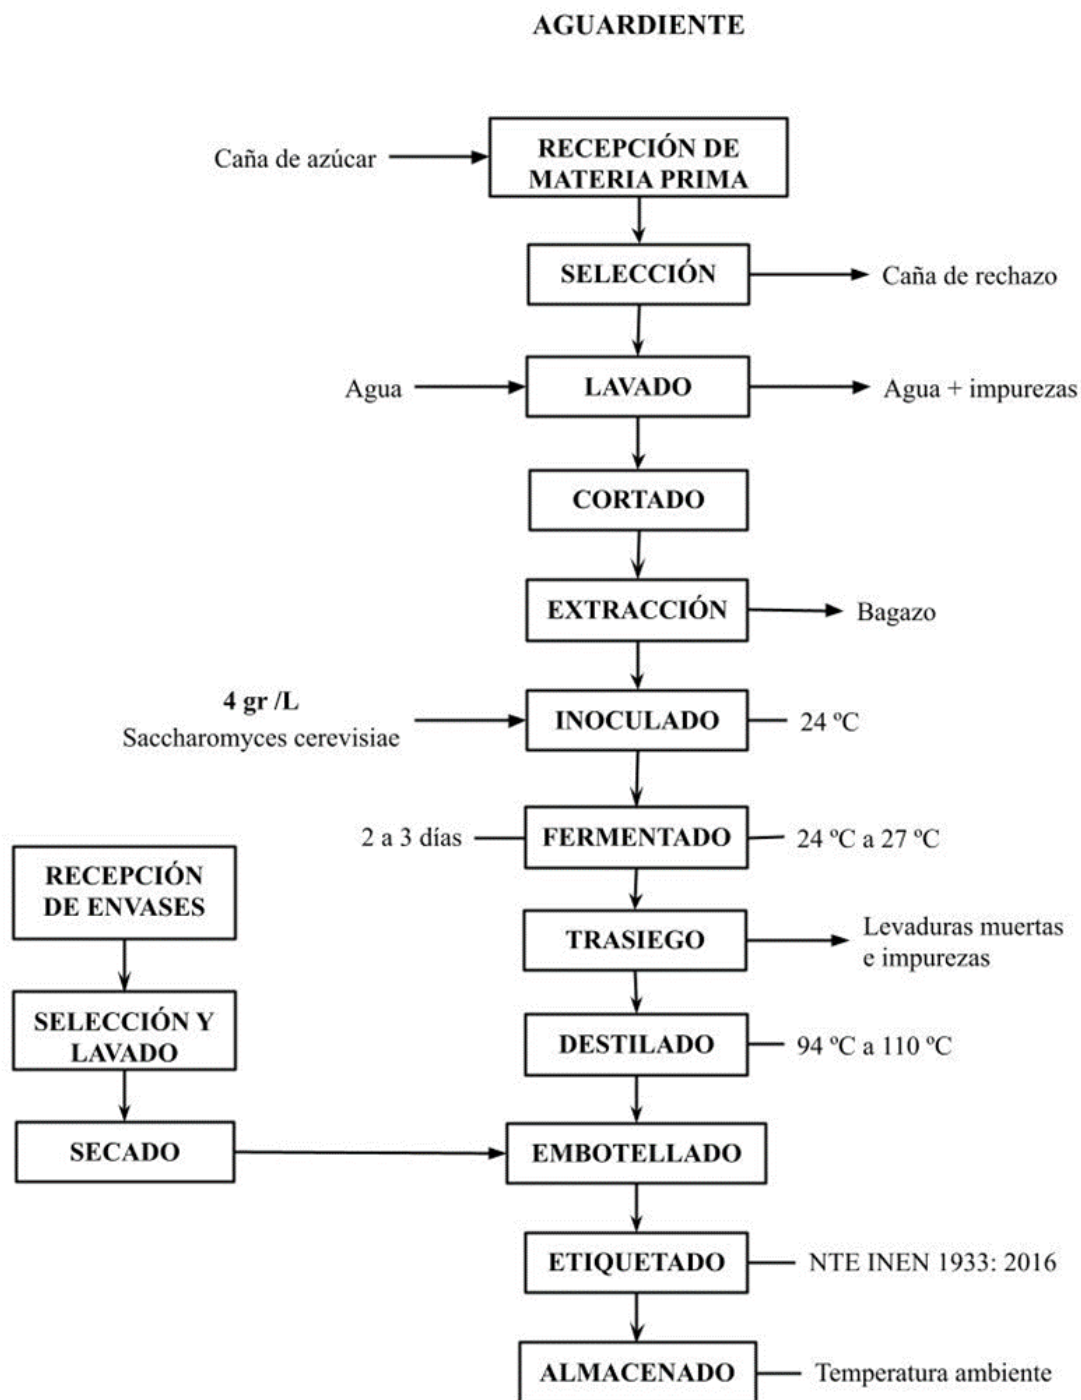 AGUARDIENTE
Caña de azúcar
RECEPCIÓN DE
MATERIA PRIMA
SELECCIÓN
Caña de rechazo
Agua
LAVADO
Agua + impurezas
CORTADO
EXTRACCIÓN
Bagazo
4 gr /L
Saccharomyces cerevisiae
INOCULADO
24 ºC
2 a 3 días
FERMENTADO
24 ºC a 27 ºC
RECEPCIÓN
DE ENVASES
TRASIEGO
Levaduras muertas
e impurezas
SELECCIÓN Y
LAVADO
DESTILADO
94 ºC a 110 ºC
SECADO
EMBOTELLADO
ETIQUETADO
NTE INEN 1933: 2016
ALMACENADO
Temperatura ambiente